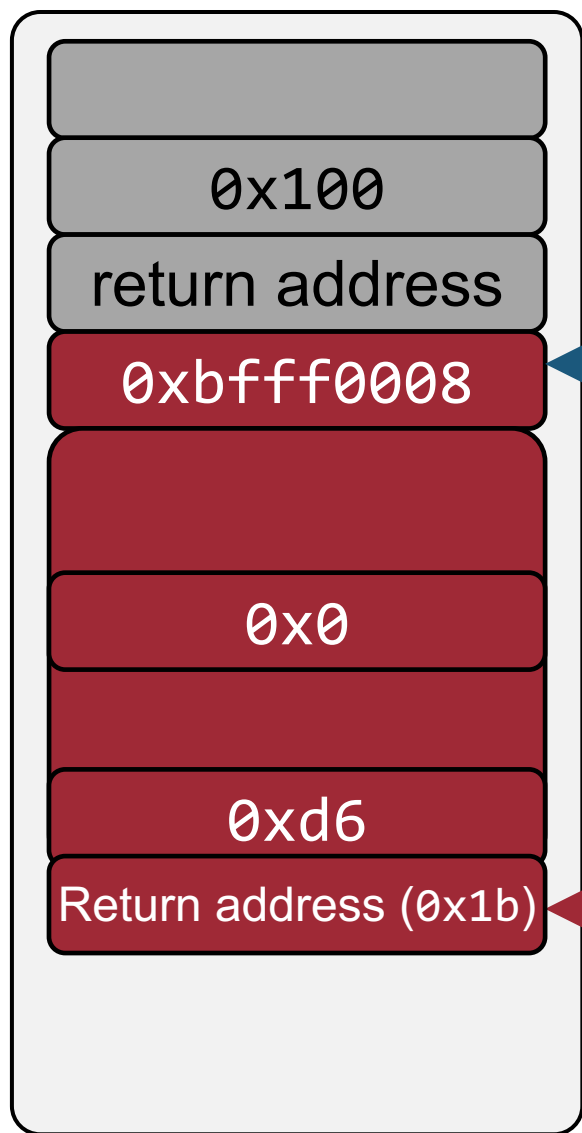 0x100
return address
0xbfff0008
0x0
0xd6
Return address (0x1b)